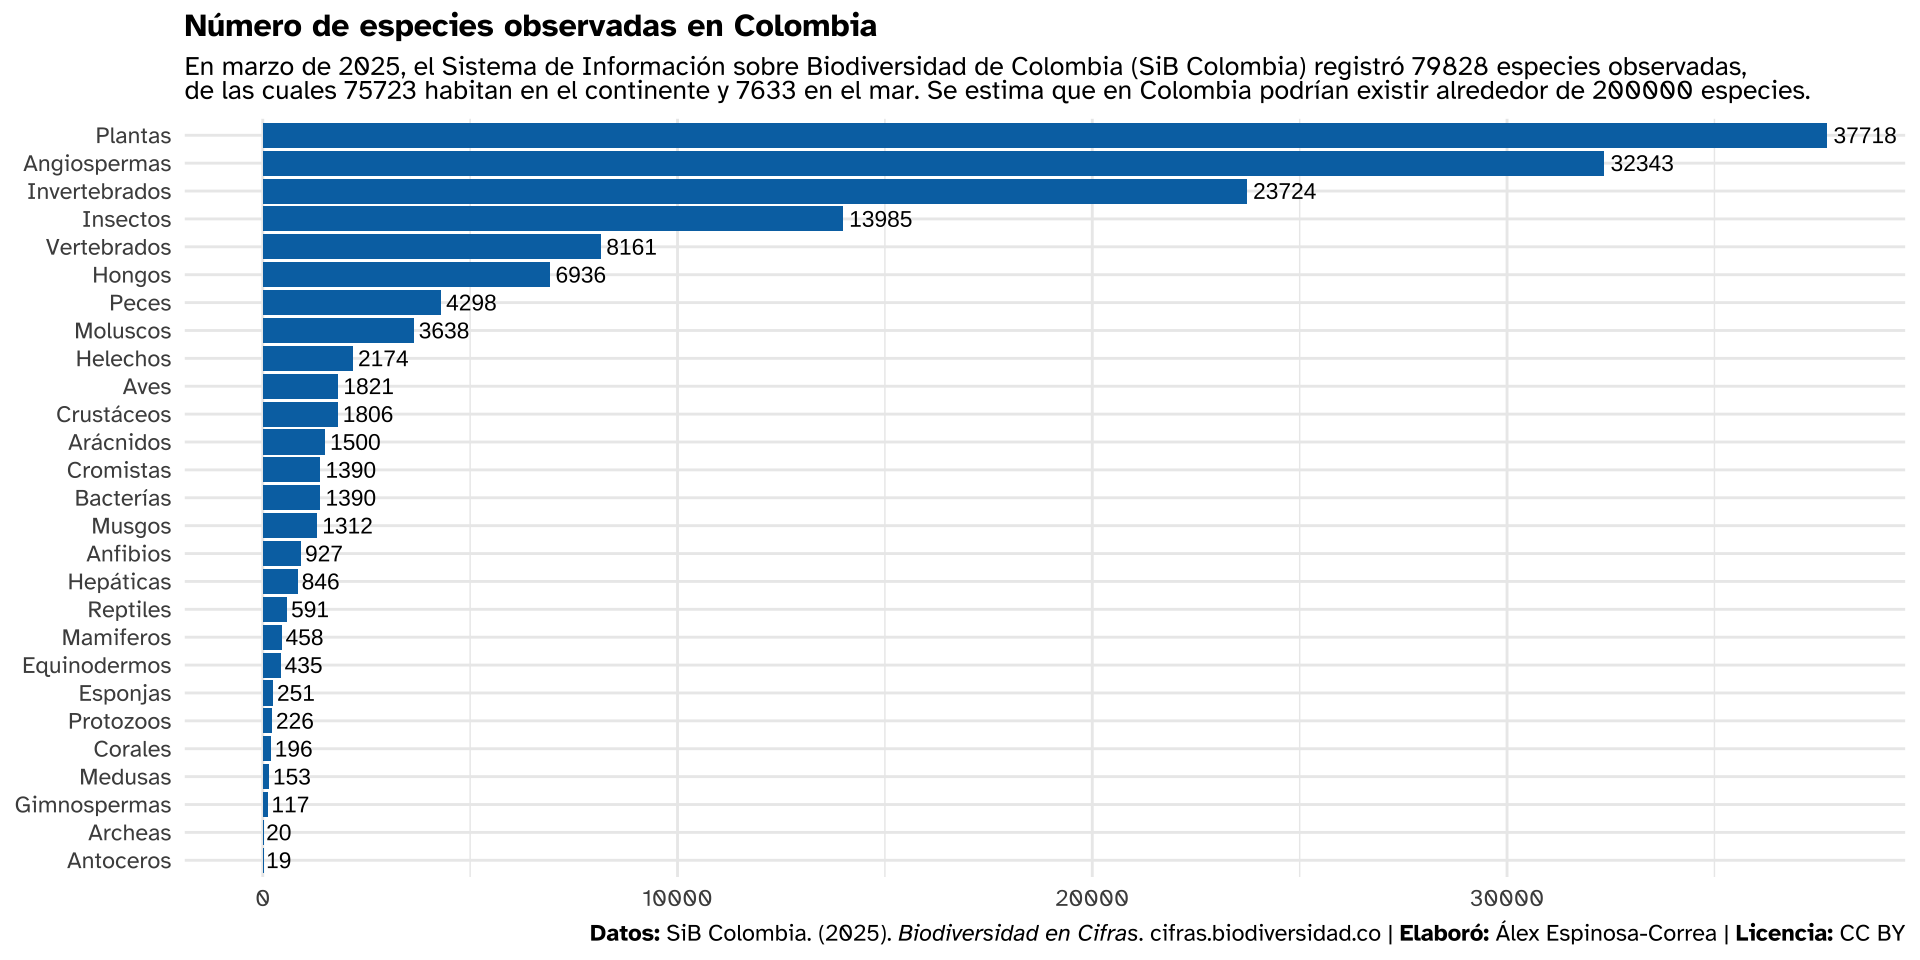 Número de especies observadas en Colombia
En marzo de 2025, el Sistema de Información sobre Biodiversidad de Colombia (SiB Colombia) registró 79828 especies observadas,
de las cuales 75723 habitan en el continente y 7633 en el mar. Se estima que en Colombia podrían existir alrededor de 200000 especies.
Plantas 37718
Angiospermas 32343
Invertebrados 23724
Insectos 13985
Vertebrados 8161
Hongos 6936
Peces 4298
Moluscos 3638
Helechos 2174
Aves 1821
Crustáceos 1806
Arácnidos 1500
Cromistas 1390
Bacterías 1390
Musgos 1312
Anfibios 927
Hepáticas 846
Reptiles 591
Mamiferos 458
Equinodermos 435
Esponjas 251
Protozoos 226
Corales 196
Medusas 153
Gimnospermas 117
Archeas 20
Antoceros 19
0 10000 20000 30000
Datos: SiB Colombia. (2025). Biodiversidad en Cifras. cifras.biodiversidad.co | Elaboró: Álex Espinosa-Correa | Licencia: CC BY